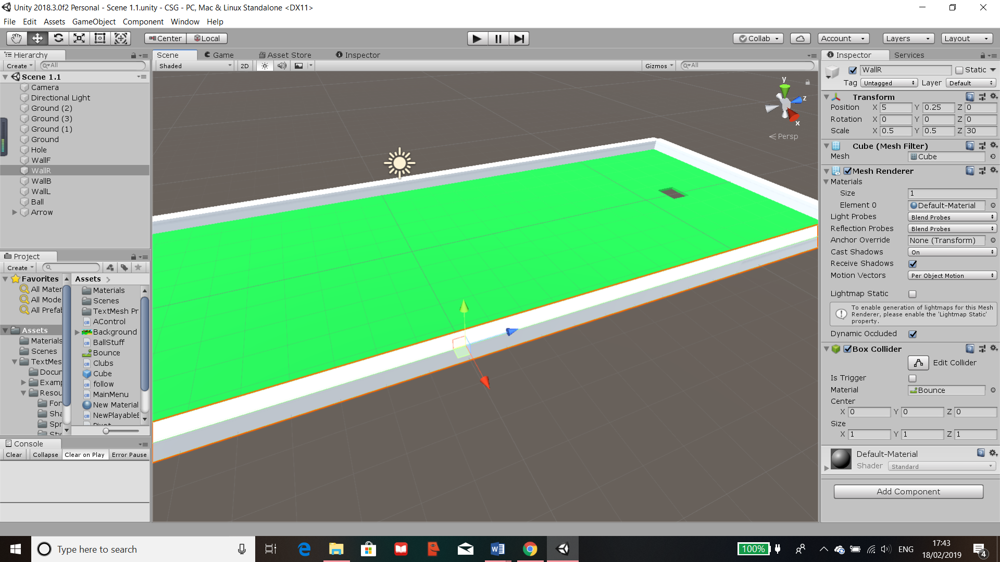 Unity 2018.3.0f2 Personal - Scene 1.1.unity - CSG - PC, Mac & Linux Standalone <DX11>
File Edit Assets GameObject Component Window Help
Center Local Collab Account Layers Layout
Hierarchy
Create All
Scene 1.1
Camera
Directional Light
Ground (2)
Ground (3)
Ground (1)
Ground
Hole
WallF
WallR
WallB
WallL
Ball
Arrow
Project
Create
Favorites
All Mater
All Mode
All Prefab
Assets
Materials
Scenes
TextMes
Docum
Examp
Resou
Fon
Sha
Spr
Sty
Assets
Materials
Scenes
TextMesh Pr
AControl
Background
BallStuff
Bounce
Clubs
Cube
follow
MainMenu
New Material
NewPlayableB
Pivot
Console
Clear Collapse Clear on Play Error Pause
Scene Game Asset Store Inspector
Shaded 2D Gizmos All
y
z
x
Persp
Inspector Services
WallR Static
Tag Untagged Layer Default
Transform
Position X 5 Y 0.25 Z 0
Rotation X 0 Y 0 Z 0
Scale X 0.5 Y 0.5 Z 30
Cube (Mesh Filter)
Mesh Cube
Mesh Renderer
Materials
Size 1
Element 0 Default-Material
Light Probes Blend Probes
Reflection Probes Blend Probes
Anchor Override None (Transform)
Cast Shadows On
Receive Shadows
Motion Vectors Per Object Motion
Lightmap Static
To enable generation of lightmaps for this Mesh
Renderer, please enable the 'Lightmap Static'
property.
Dynamic Occluded
Box Collider
Edit Collider
Is Trigger
Material Bounce
Center
X 0 Y 0 Z 0
Size
X 1 Y 1 Z 1
Default-Material
Shader Standard
Add Component
Type here to search
100% ENG
17:43
18/02/2019
4